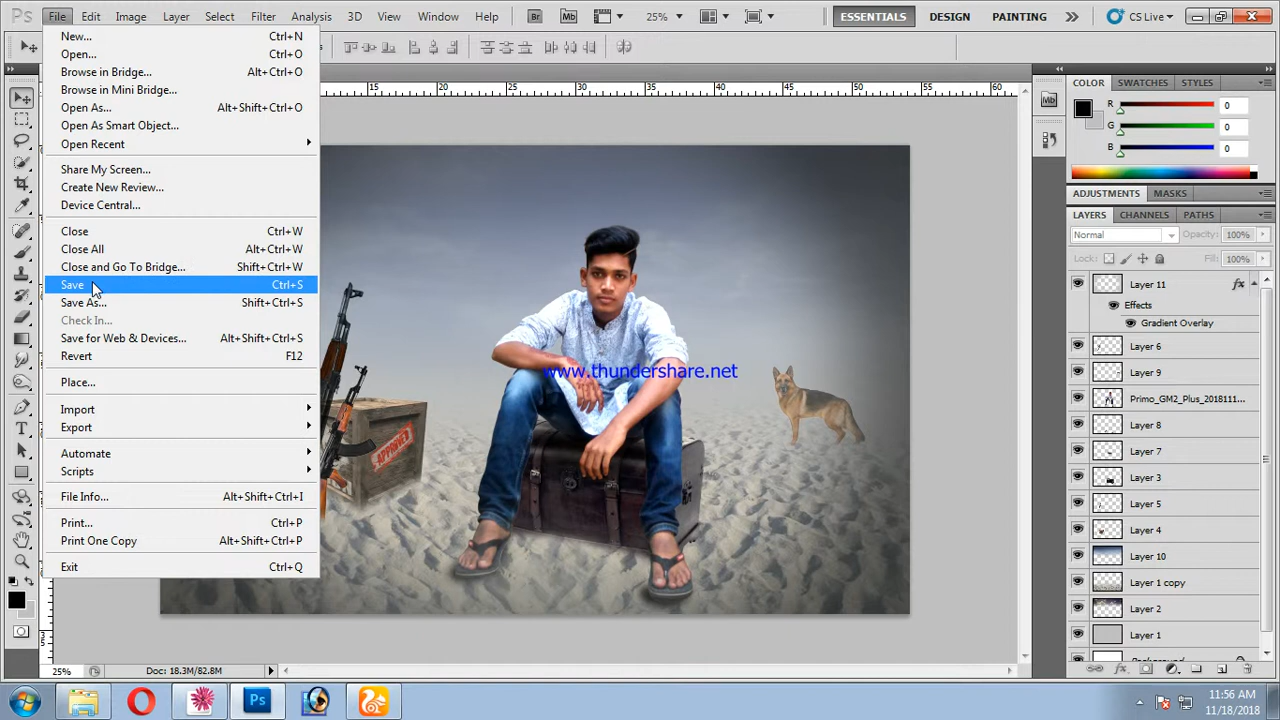 Ps File Edit Image Layer Select Filter Analysis 3D View Window Help Br Mb 25% ESSENTIALS DESIGN PAINTING CS Live
New... Ctrl+N
Open... Ctrl+O
Browse in Bridge... Alt+Ctrl+O
Browse in Mini Bridge...
Open As... Alt+Shift+Ctrl+O
Open As Smart Object...
Open Recent
Share My Screen...
Create New Review...
Device Central...
Close Ctrl+W
Close All Alt+Ctrl+W
Close and Go To Bridge... Shift+Ctrl+W
Save Ctrl+S
Save As... Shift+Ctrl+S
Check In...
Save for Web & Devices... Alt+Shift+Ctrl+S
Revert F12
Place...
Import
Export
Automate
Scripts
File Info... Alt+Shift+Ctrl+I
Print... Ctrl+P
Print One Copy Alt+Shift+Ctrl+P
Exit Ctrl+Q
15 20 25 30 35 40 45 50 55 60
www.thundershare.net
APPROVED
Mb
COLOR SWATCHES STYLES
R 0
G 0
B 0
ADJUSTMENTS MASKS
LAYERS CHANNELS PATHS
Normal Opacity: 100%
Lock: Fill: 100%
Layer 11 fx
Effects
Gradient Overlay
Layer 6
Layer 9
Primo_GM2_Plus_2018111...
Layer 8
Layer 7
Layer 3
Layer 5
Layer 4
Layer 10
Layer 1 copy
Layer 2
Layer 1
25% Doc: 18.3M/82.8M
Ps
11:56 AM
11/18/2018